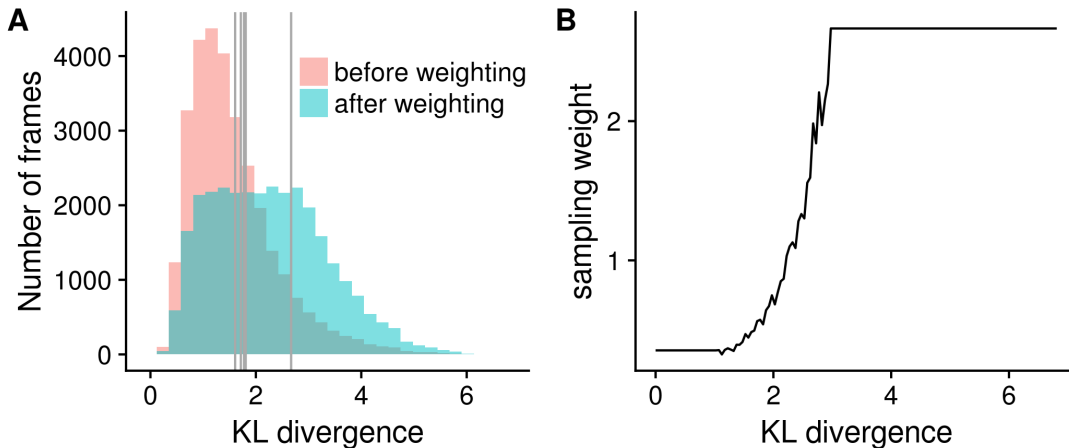 A
Number of frames
4000
3000
2000
1000
0
before weighting
after weighting
0 2 4 6
KL divergence
B
sampling weight
2
1
0 2 4 6
KL divergence